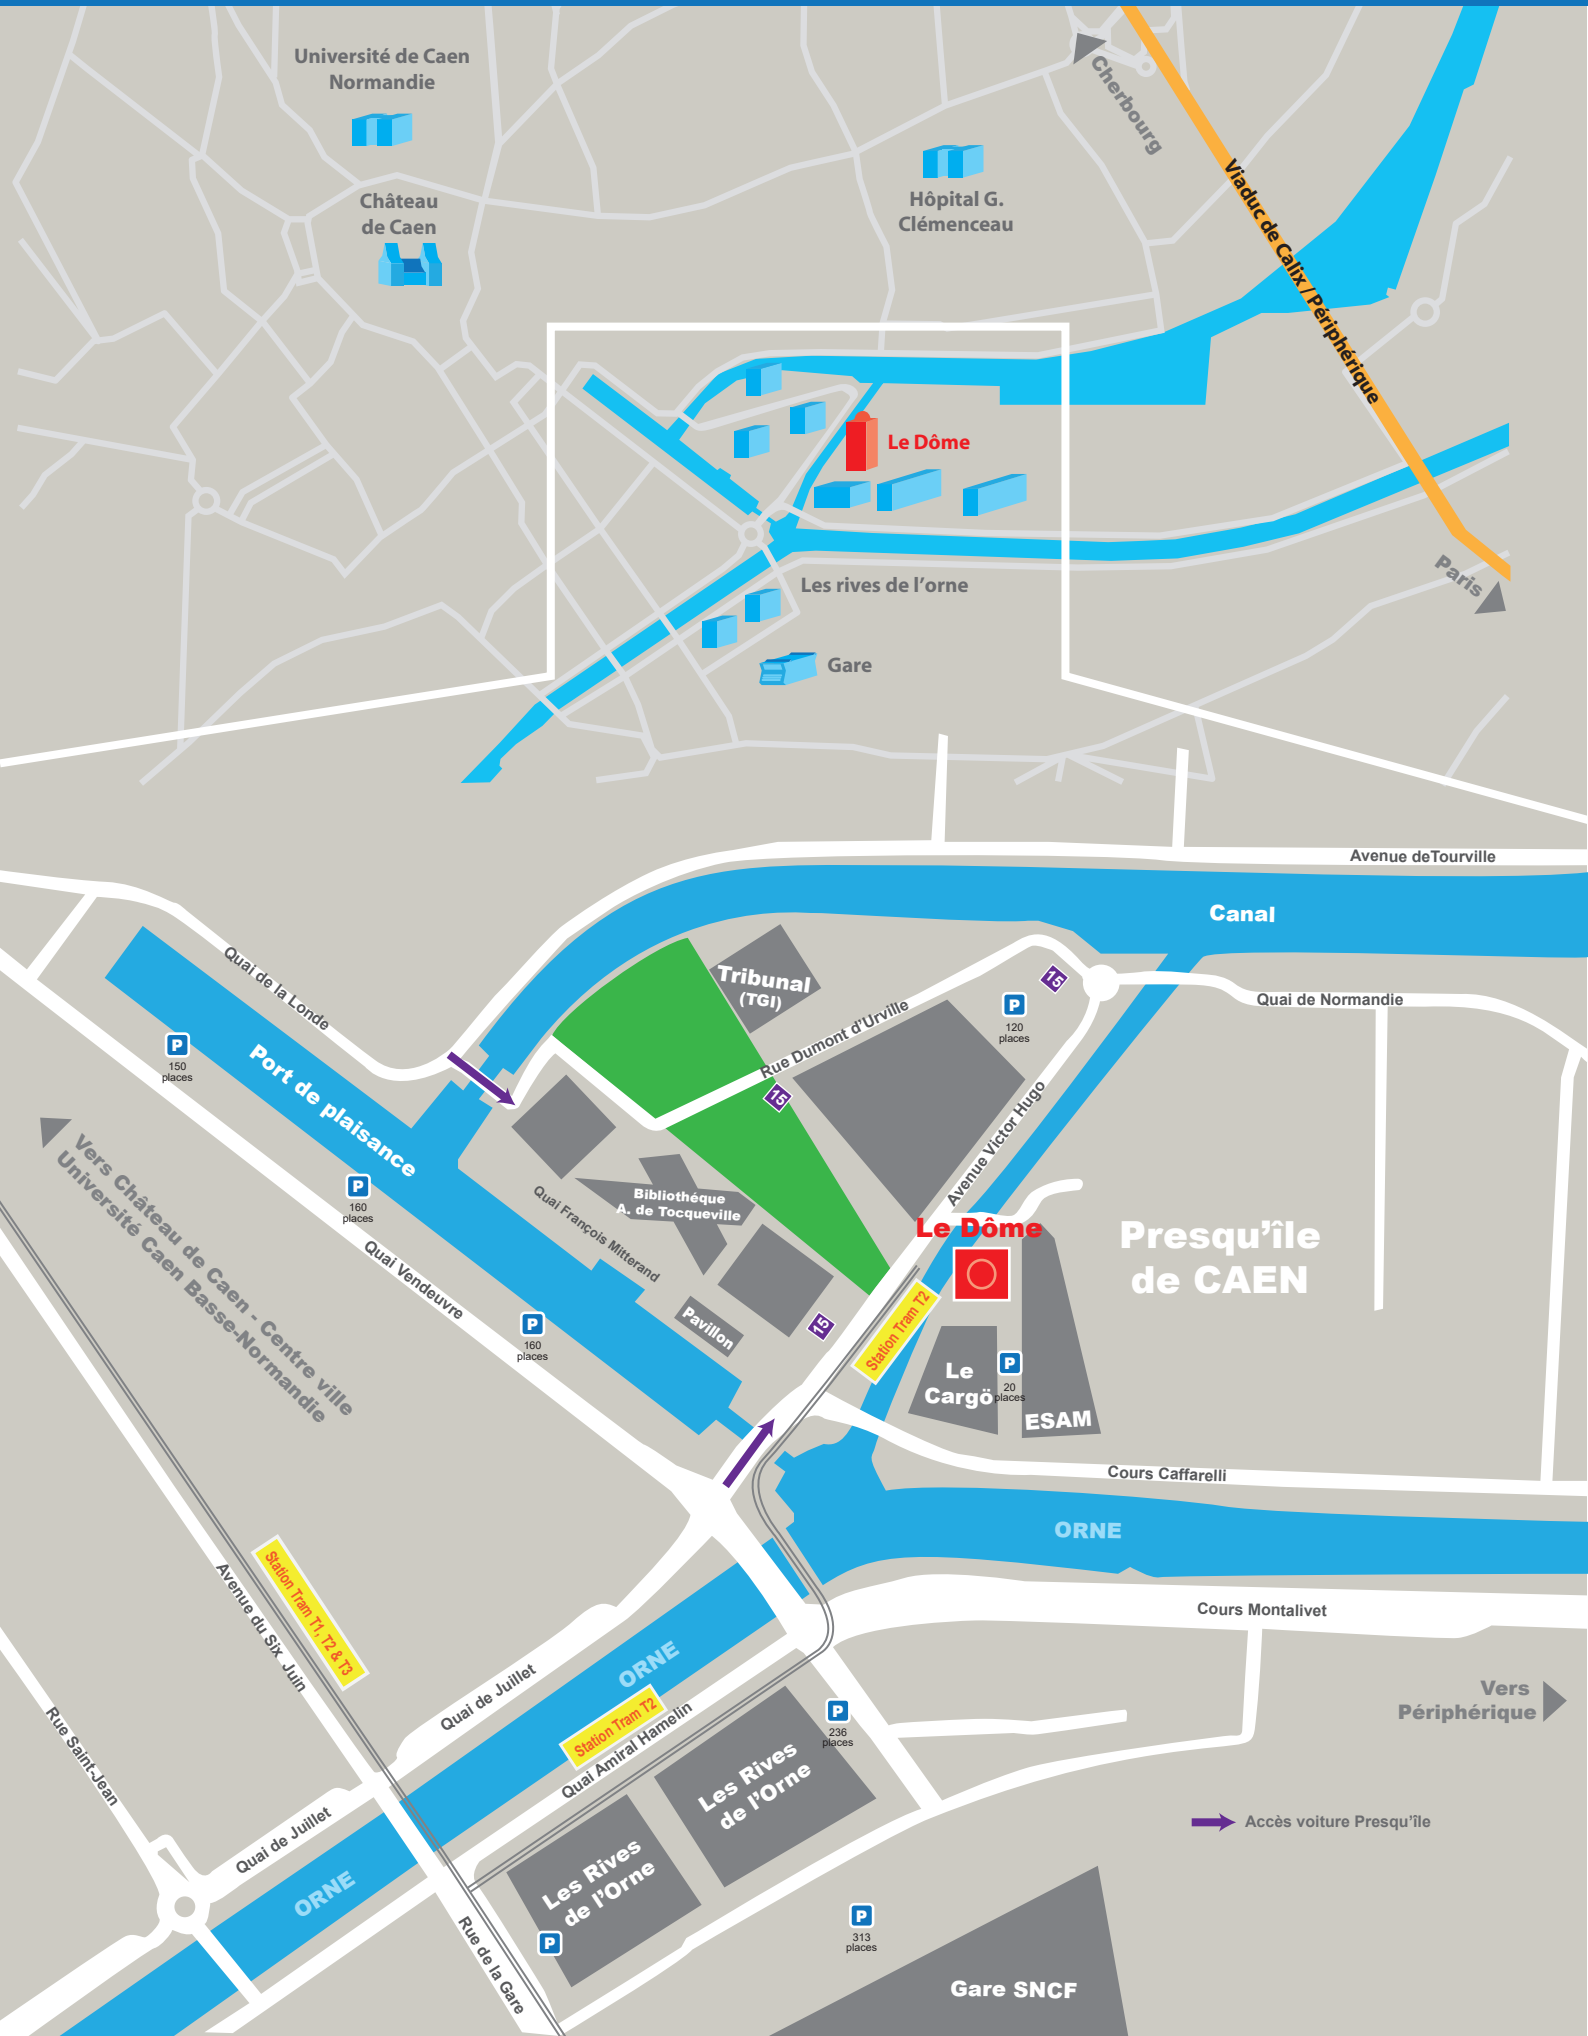 Université de Caen
Normandie
Cherbourg
Château
de Caen
Hôpital G.
Clémenceau
Viaduc de Calix / Périphérique
Le Dôme
Les rives de l'orne
Paris
Gare
Avenue deTourville
Canal
Quai de la Londe
Tribunal
(TGI)
15
Quai de Normandie
P
120
places
Rue Dumont d'Urville
P
150
places
Port de plaisance
15
Avenue Victor Hugo
Vers Château de Caen - Centre ville
Université Caen Basse-Normandie
P
160
places
Bibliothéque
A. de Tocqueville
Quai François Mitterand
Le Dôme
Presqu'île
de CAEN
Quai Vendeuvre
P
160
places
Pavillon
15
Station Tram T2
Le
Cargö
P
20
places
ESAM
Cours Caffarelli
ORNE
Station Tram T1, T2 & T3
Avenue du Six Juin
Cours Montalivet
ORNE
Quai de Juillet
Station Tram T2
Quai Amiral Hamelin
Vers
Périphérique
Rue Saint-Jean
P
236
places
Les Rives
de l'Orne
Accès voiture Presqu'île
Quai de Juillet
ORNE
Les Rives
de l'Orne
P
Rue de la Gare
P
313
places
Gare SNCF